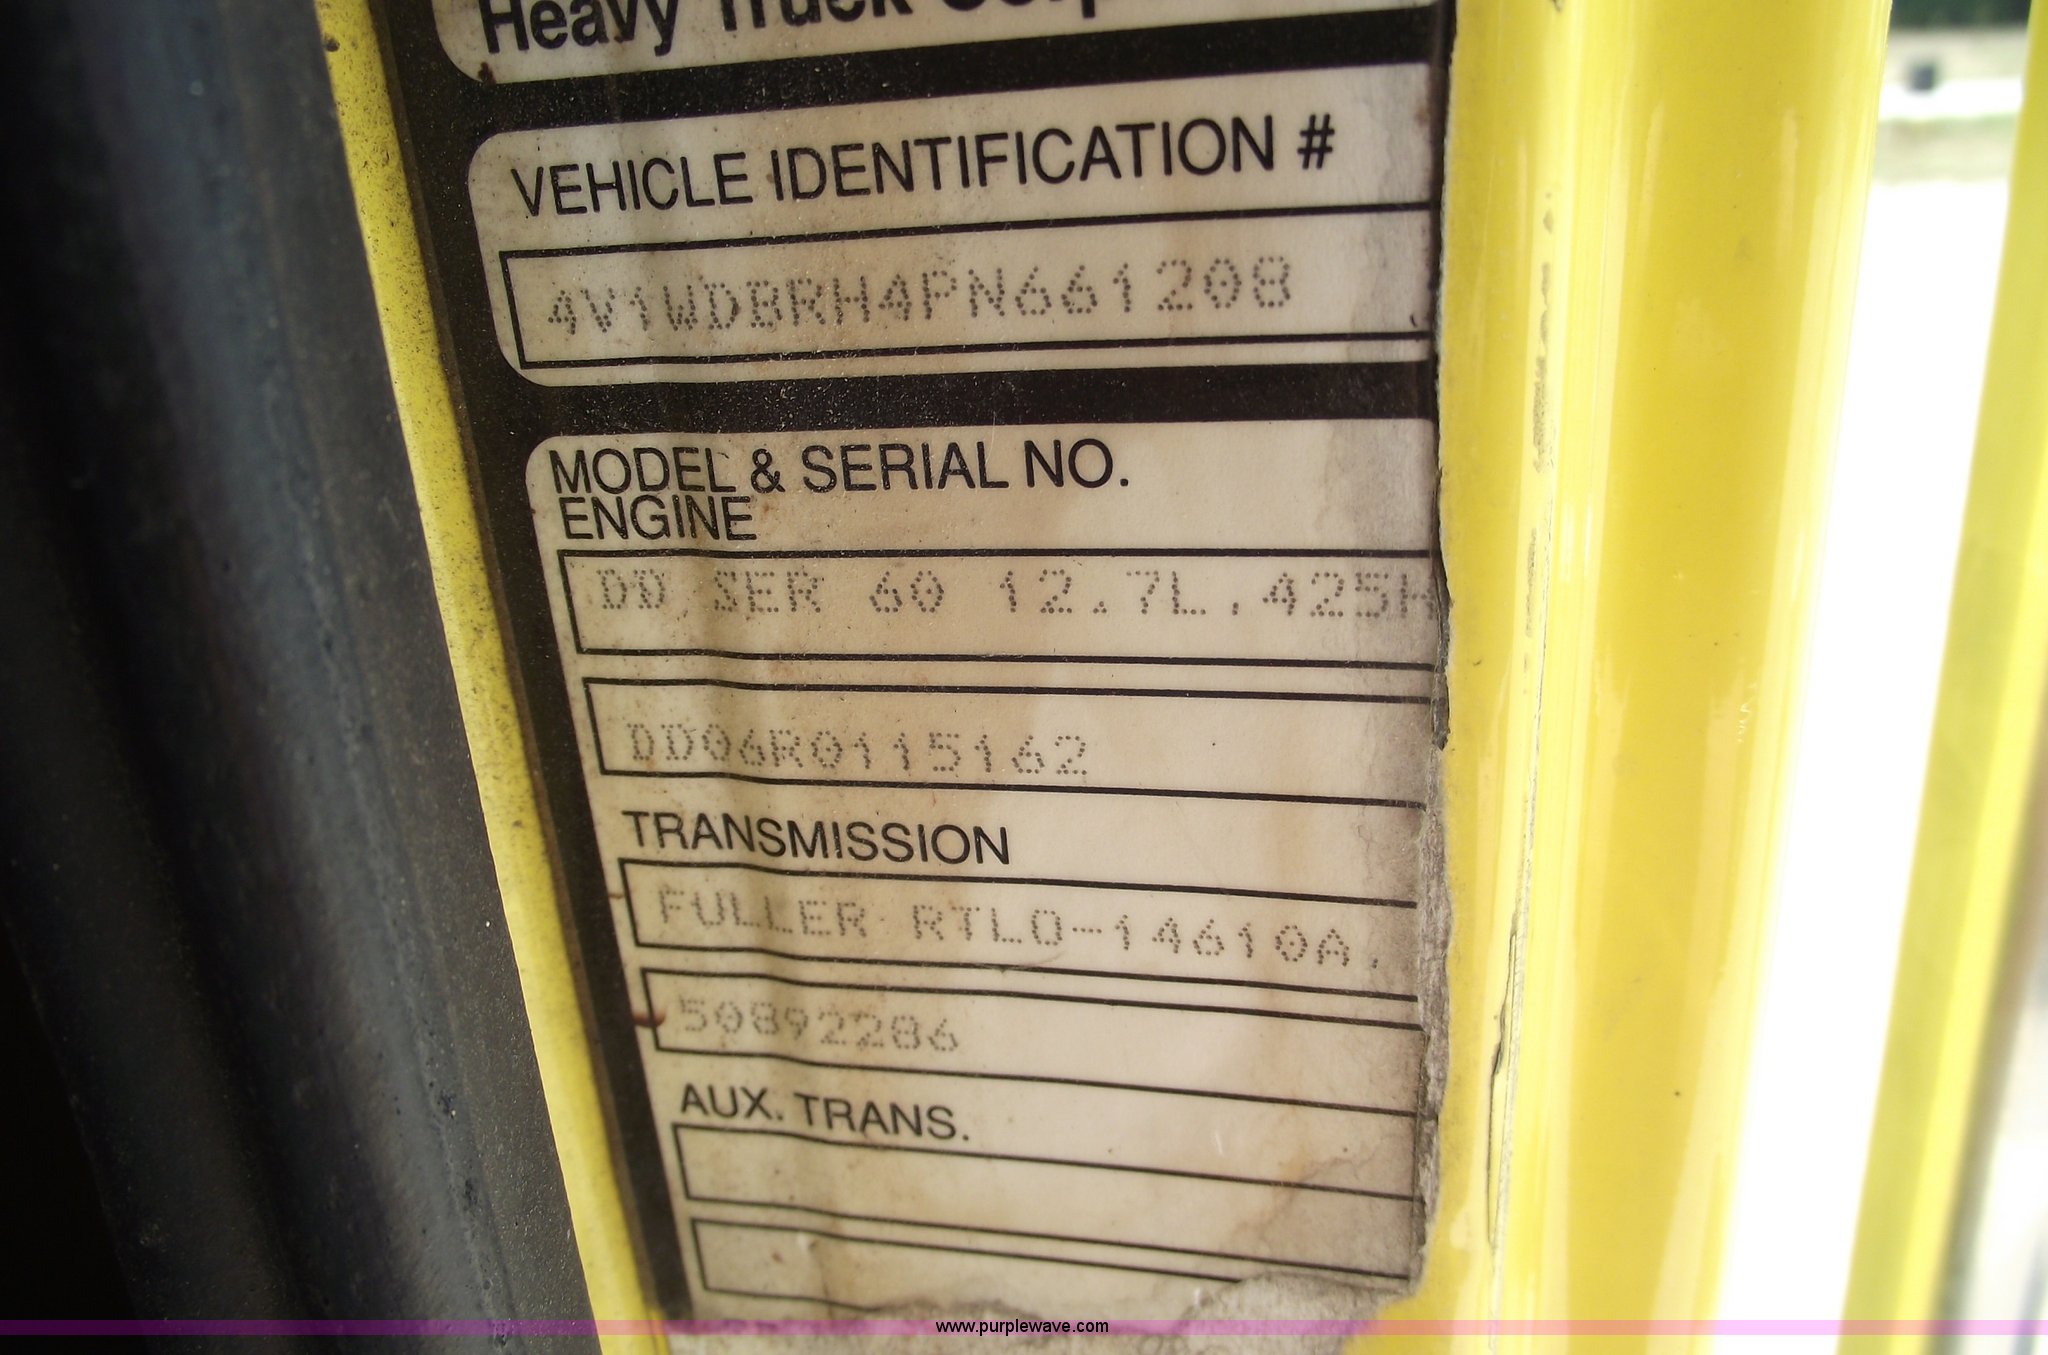 Heavy Truck Corp
VEHICLE IDENTIFICATION #
4V1WDBRH4PN661208
MODEL & SERIAL NO.
ENGINE
DD SER 60 12.7L.425H
DD06R0115162
TRANSMISSION
FULLER RTLO-14610A.
50892286
AUX. TRANS.
www.purplewave.com